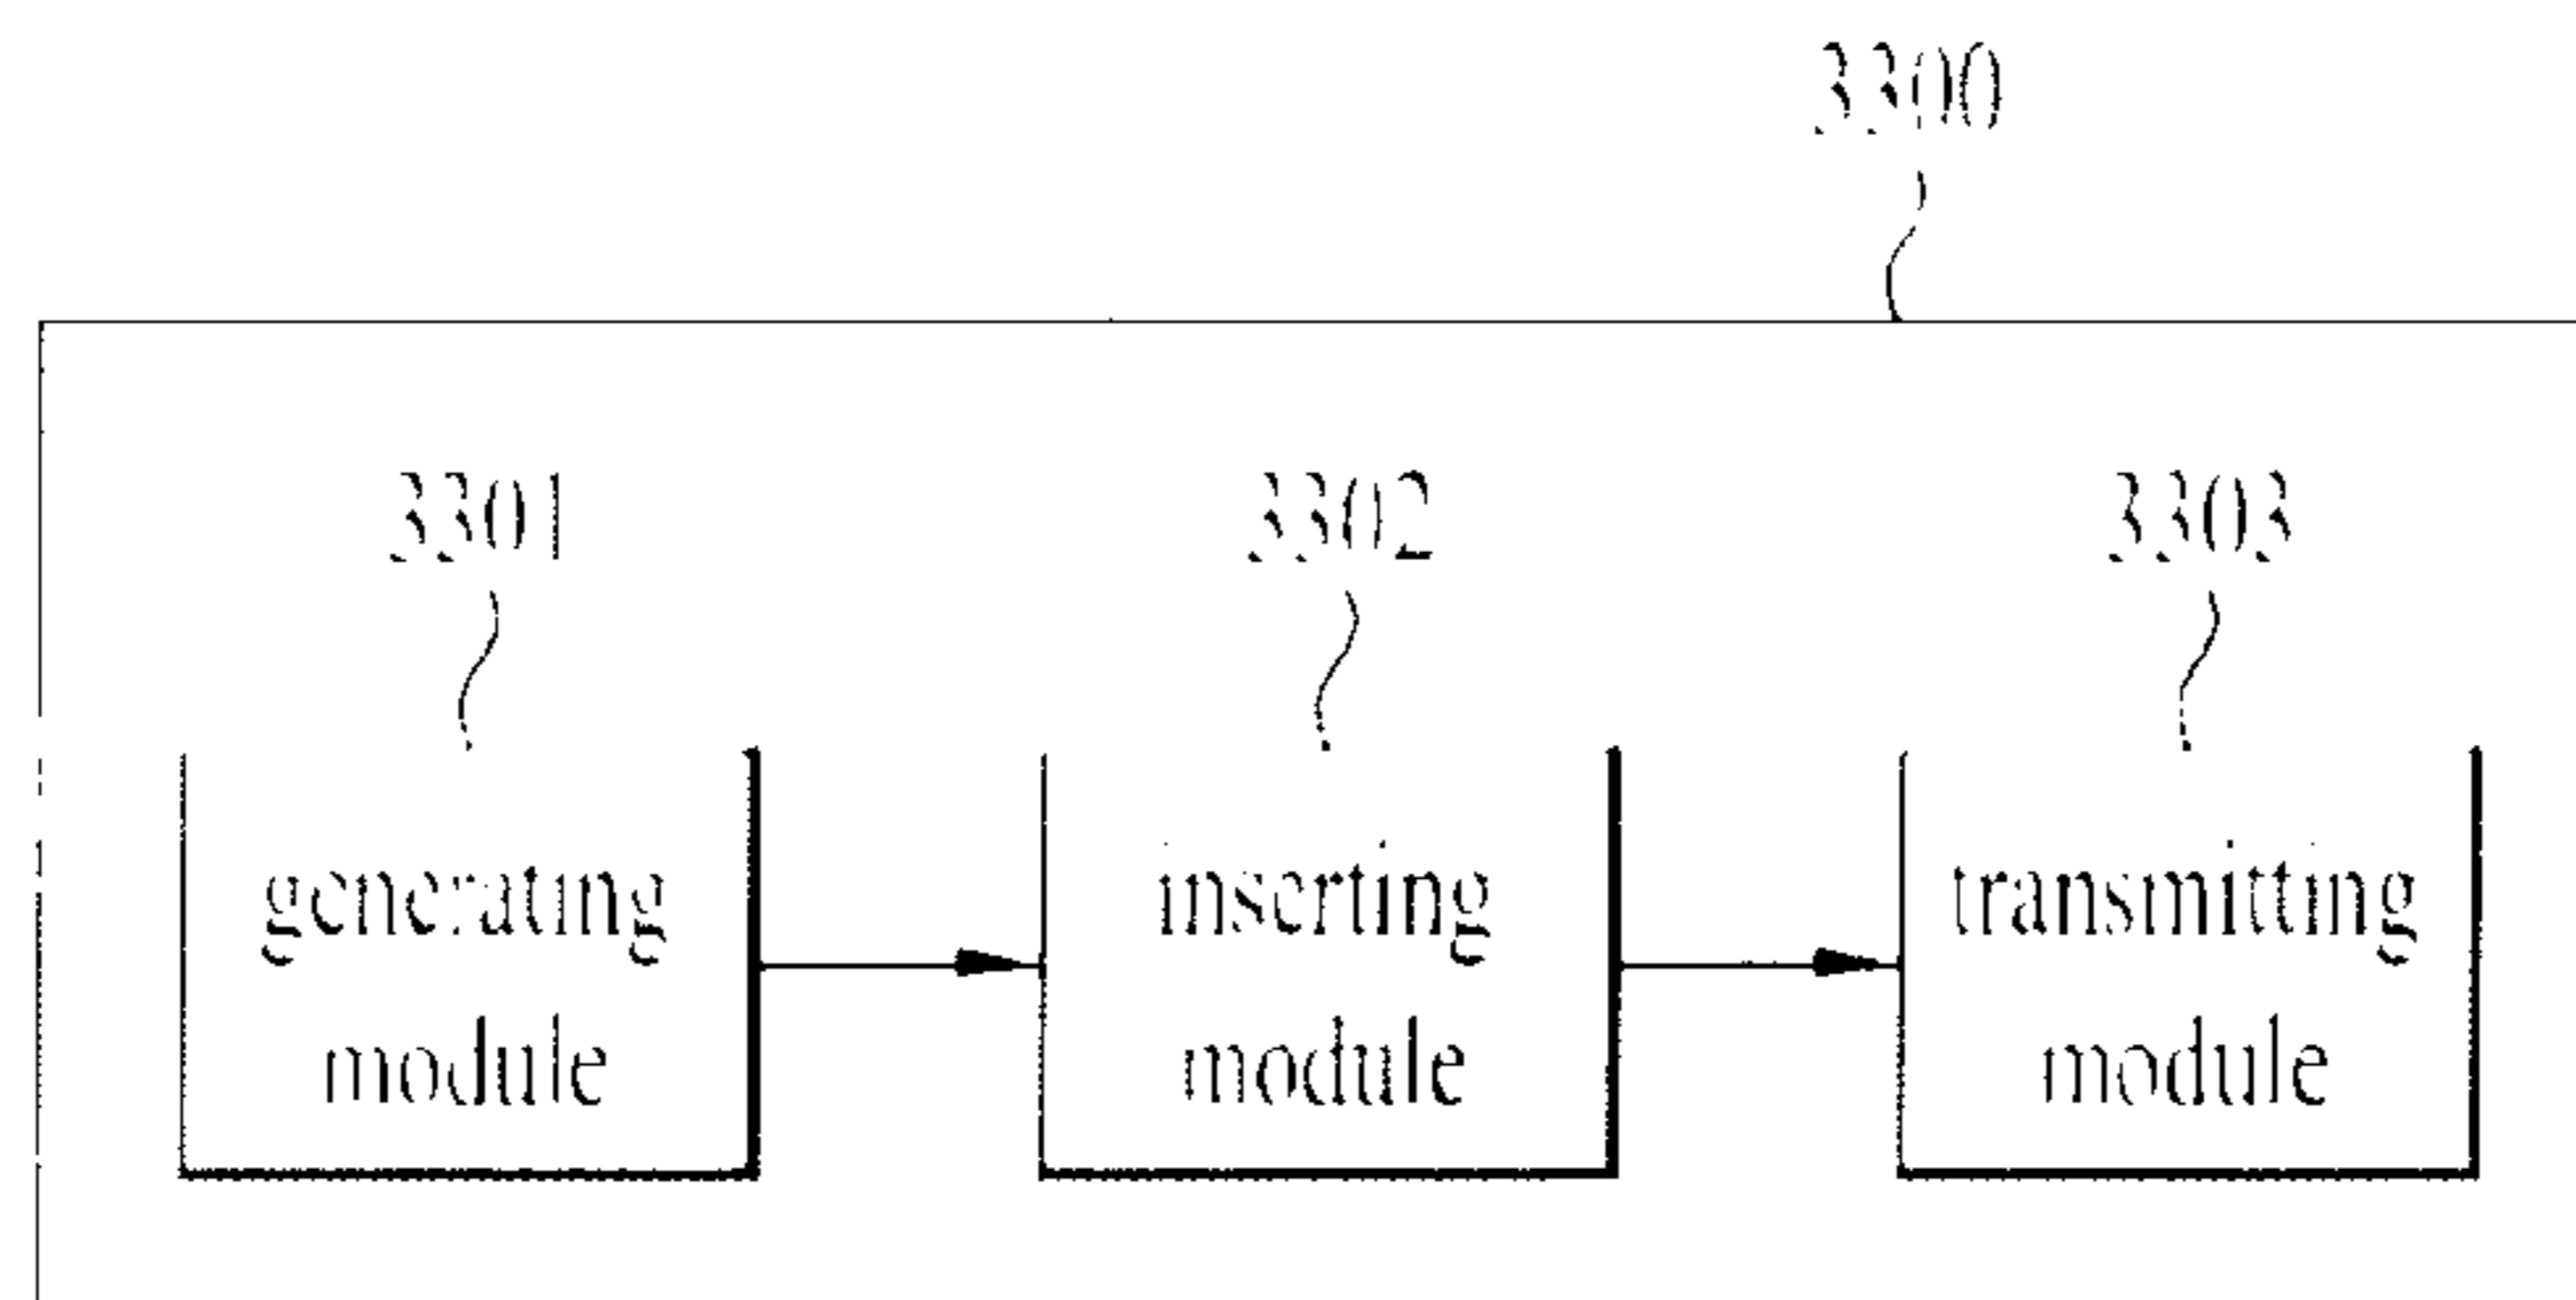 3300
3301 3302 3303
generating inserting transmitting
module module module